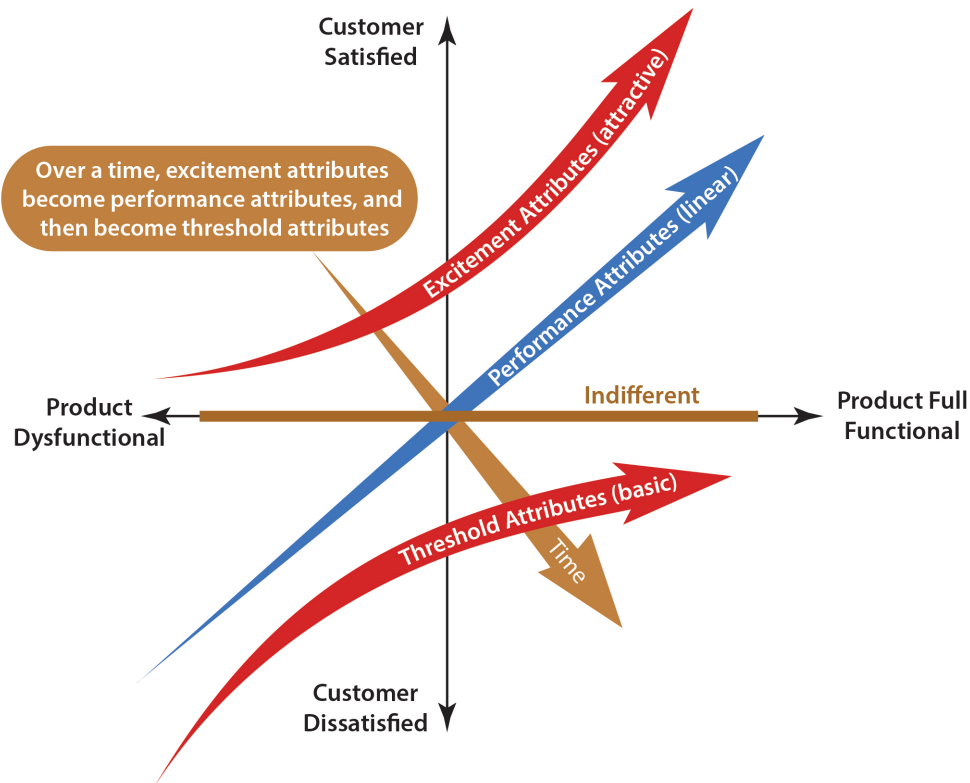 Customer
Satisfied
Excitement Attributes (attractive)
Over a time, excitement attributes
become performance attributes, and
then become threshold attributes
Performance Attributes (linear)
Indifferent
Product
Dysfunctional
Product Full
Functional
Threshold Attributes (basic)
Time
Customer
Dissatisfied